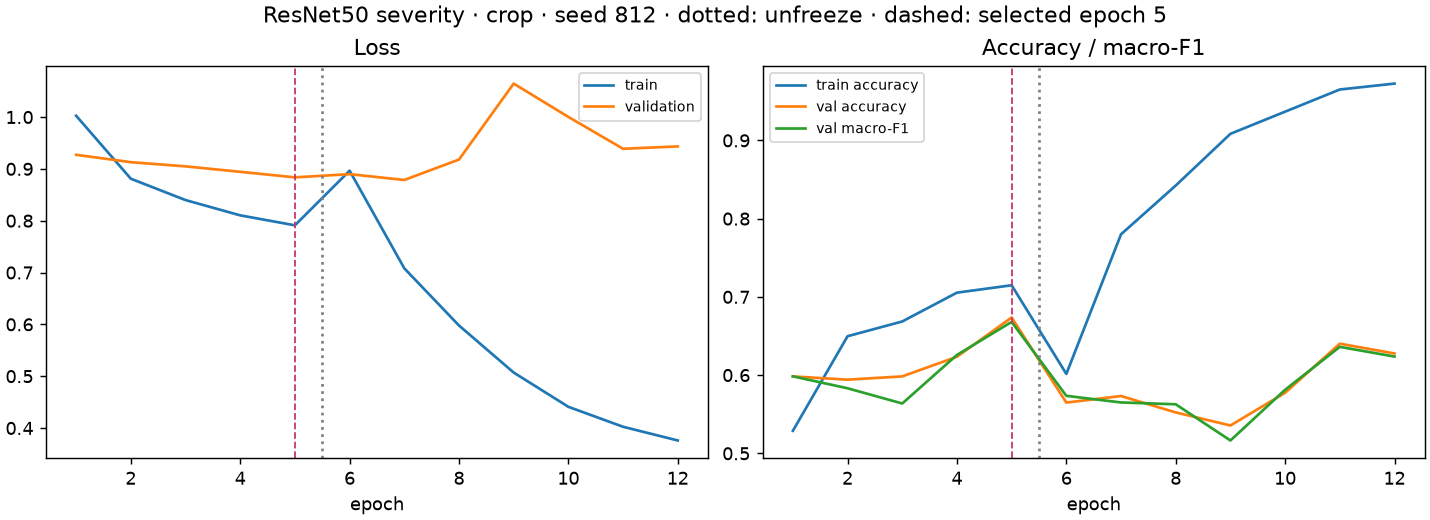 ResNet50 severity · crop · seed 812 · dotted: unfreeze · dashed: selected epoch 5
Loss
train
validation
1.0
0.9
0.8
0.7
0.6
0.5
0.4
2 4 6 8 10 12
epoch
Accuracy / macro-F1
train accuracy
val accuracy
val macro-F1
0.9
0.8
0.7
0.6
0.5
2 4 6 8 10 12
epoch